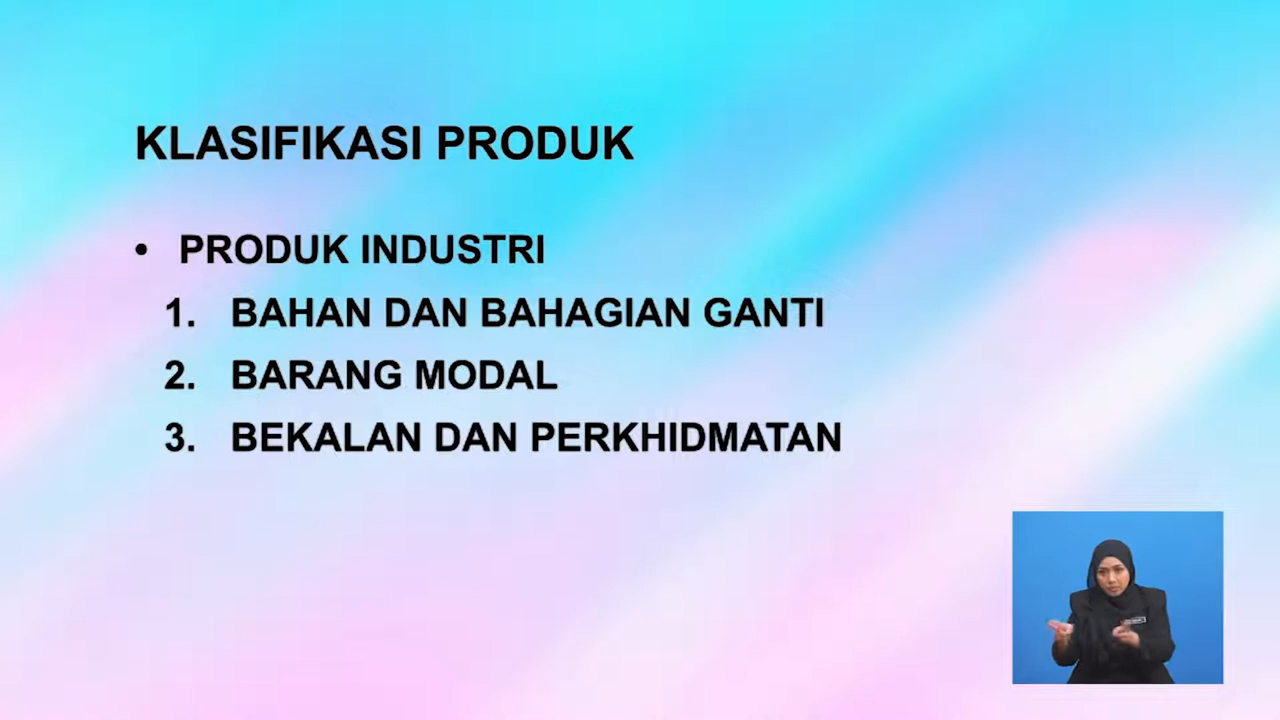 KLASIFIKASI PRODUK
• PRODUK INDUSTRI
1. BAHAN DAN BAHAGIAN GANTI
2. BARANG MODAL
3. BEKALAN DAN PERKHIDMATAN